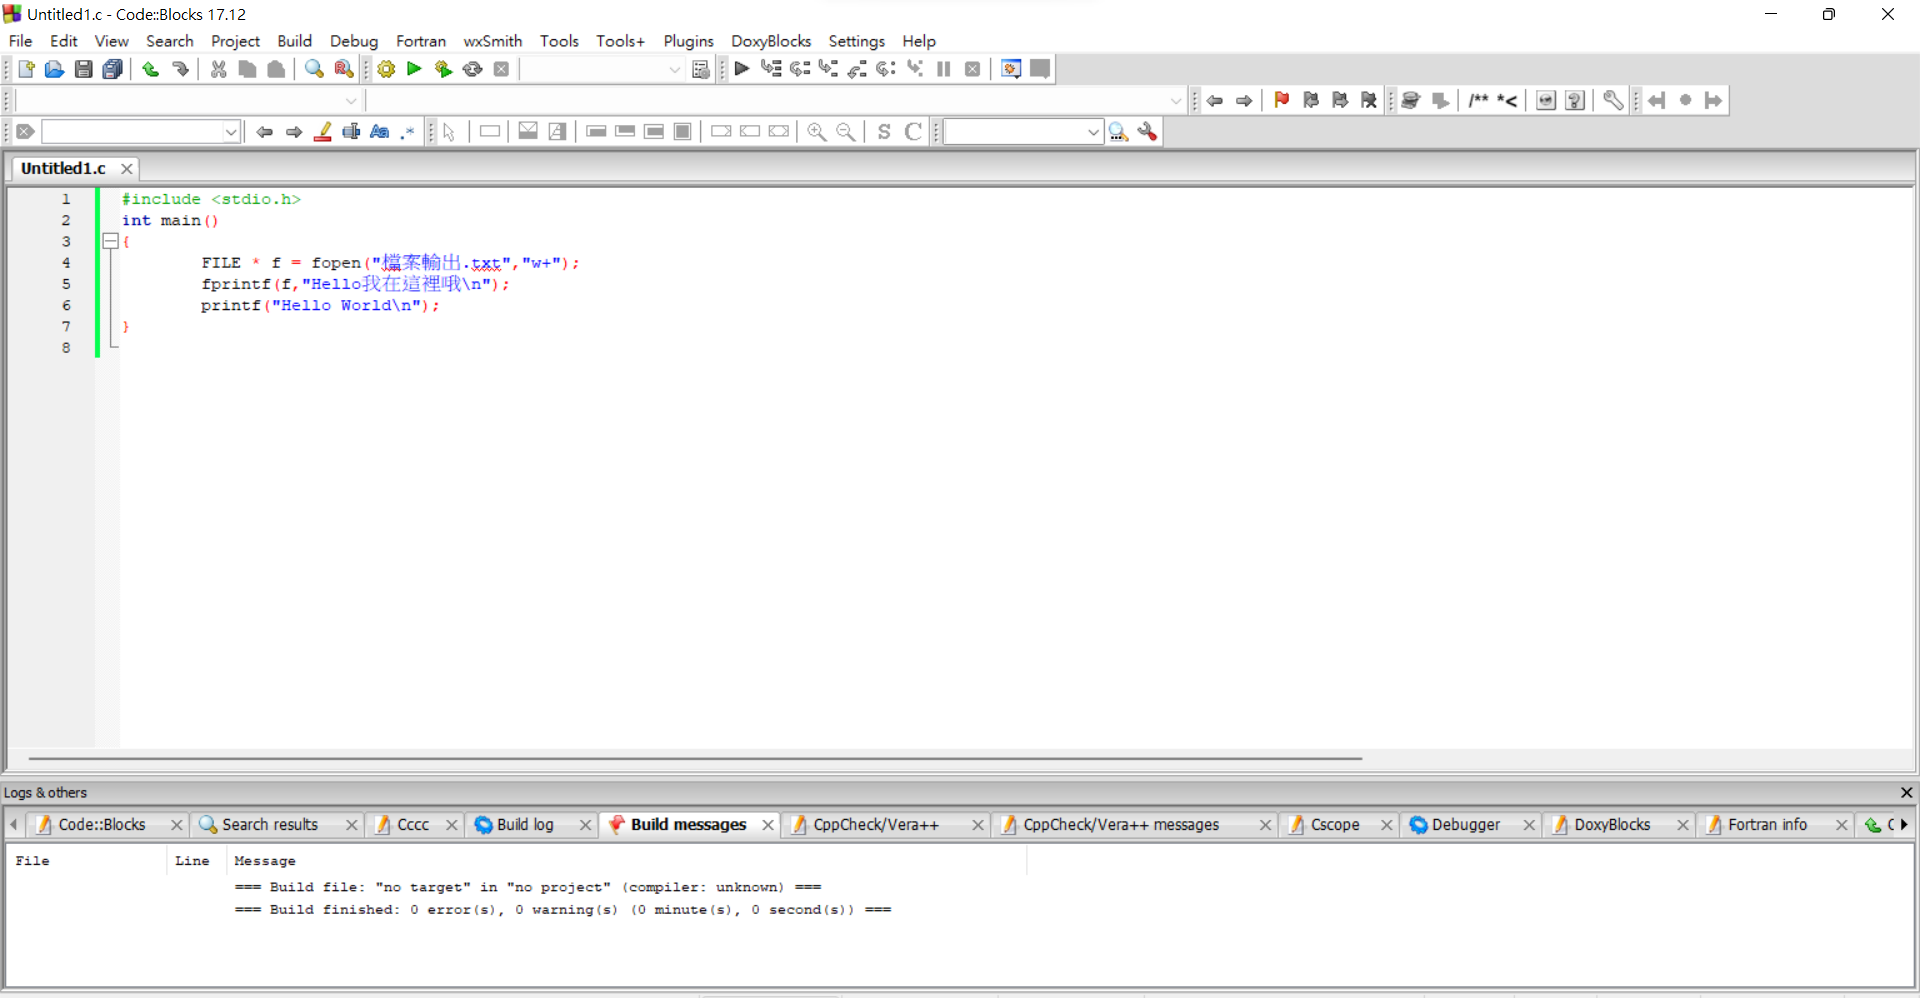 Untitled1.c - Code::Blocks 17.12
File Edit View Search Project Build Debug Fortran wxSmith Tools Tools+ Plugins DoxyBlocks Settings Help
/** *<
Aa .*
S C
Untitled1.c
1 #include <stdio.h>
2 int main()
3 {
4 FILE * f = fopen("檔案輸出.txt","w+");
5 fprintf(f,"Hello我在這裡哦\n");
6 printf("Hello World\n");
7 }
8
Logs & others
Code::Blocks Search results Cccc Build log Build messages CppCheck/Vera++ CppCheck/Vera++ messages Cscope Debugger DoxyBlocks Fortran info
File Line Message
=== Build file: "no target" in "no project" (compiler: unknown) ===
=== Build finished: 0 error(s), 0 warning(s) (0 minute(s), 0 second(s)) ===